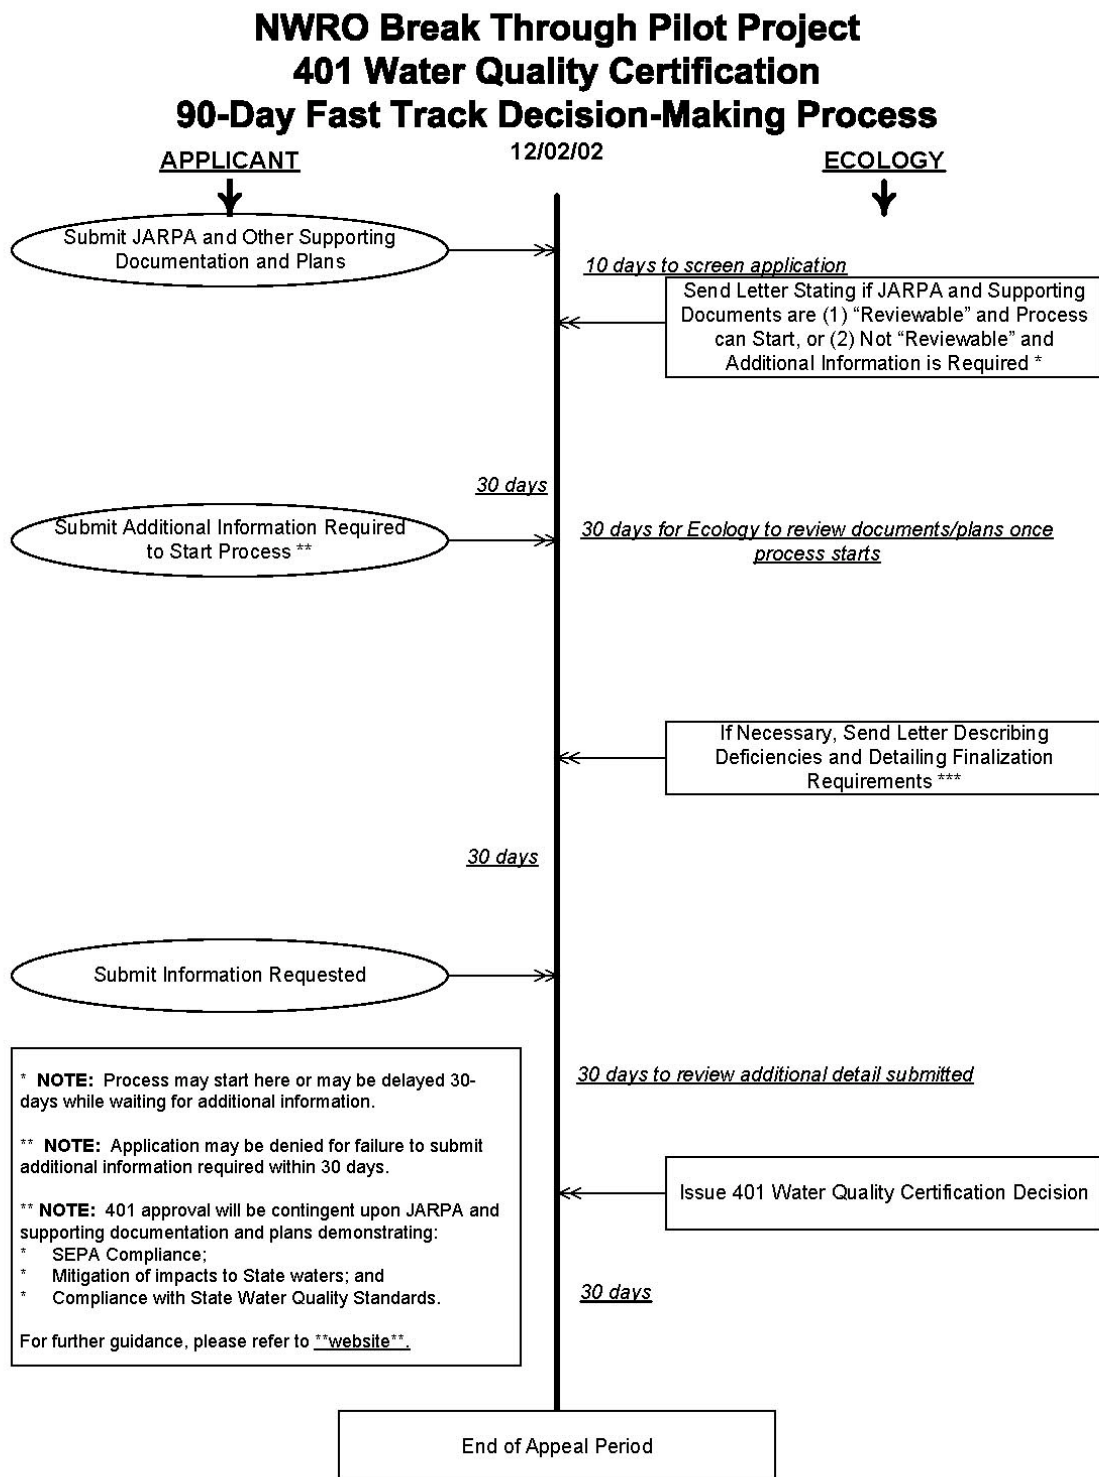 NWRO Break Through Pilot Project
401 Water Quality Certification
90-Day Fast Track Decision-Making Process
12/02/02
APPLICANT
ECOLOGY
Submit JARPA and Other Supporting
Documentation and Plans
10 days to screen application
Send Letter Stating if JARPA and Supporting
Documents are (1) “Reviewable” and Process
can Start, or (2) Not “Reviewable” and
Additional Information is Required *
30 days
Submit Additional Information Required
to Start Process **
30 days for Ecology to review documents/plans once
process starts
If Necessary, Send Letter Describing
Deficiencies and Detailing Finalization
Requirements ***
30 days
Submit Information Requested
* NOTE: Process may start here or may be delayed 30-
days while waiting for additional information.
** NOTE: Application may be denied for failure to submit
additional information required within 30 days.
** NOTE: 401 approval will be contingent upon JARPA and
supporting documentation and plans demonstrating:
* SEPA Compliance;
* Mitigation of impacts to State waters; and
* Compliance with State Water Quality Standards.
For further guidance, please refer to **website**.
30 days to review additional detail submitted
Issue 401 Water Quality Certification Decision
30 days
End of Appeal Period